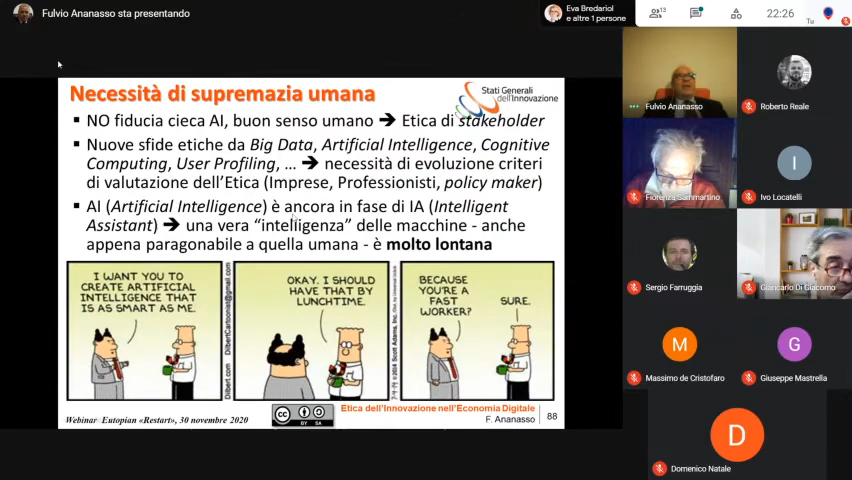 Fulvio Ananasso sta presentando
Eva Bredariol
e altre 1 persone
13
22:26
Tu
Necessità di supremazia umana
Stati Generali
dell'Innovazione
NO fiducia cieca AI, buon senso umano ➔ Etica di stakeholder
Nuove sfide etiche da Big Data, Artificial Intelligence, Cognitive
Computing, User Profiling, … ➔ necessità di evoluzione criteri
di valutazione dell'Etica (Imprese, Professionisti, policy maker)
AI (Artificial Intelligence) è ancora in fase di IA (Intelligent
Assistant) ➔ una vera "intelligenza" delle macchine - anche
appena paragonabile a quella umana - è molto lontana
I WANT YOU TO
CREATE ARTIFICIAL
INTELLIGENCE THAT
IS AS SMART AS ME.
Dilbert.com DilbertCartoonist@gmail.com
OKAY. I SHOULD
HAVE THAT BY
LUNCHTIME.
BECAUSE
YOU'RE A
FAST
WORKER?
SURE.
Webinar Eutopian «Restart», 30 novembre 2020
cc
BY SA
Etica dell'Innovazione nell'Economia Digitale
F. Ananasso
88
Fulvio Ananasso
Roberto Reale
Fiorenza Sammartino
I
Ivo Locatelli
Sergio Farruggia
Giancarlo Di Giacomo
M
Massimo de Cristofaro
G
Giuseppe Mastrella
D
Domenico Natale